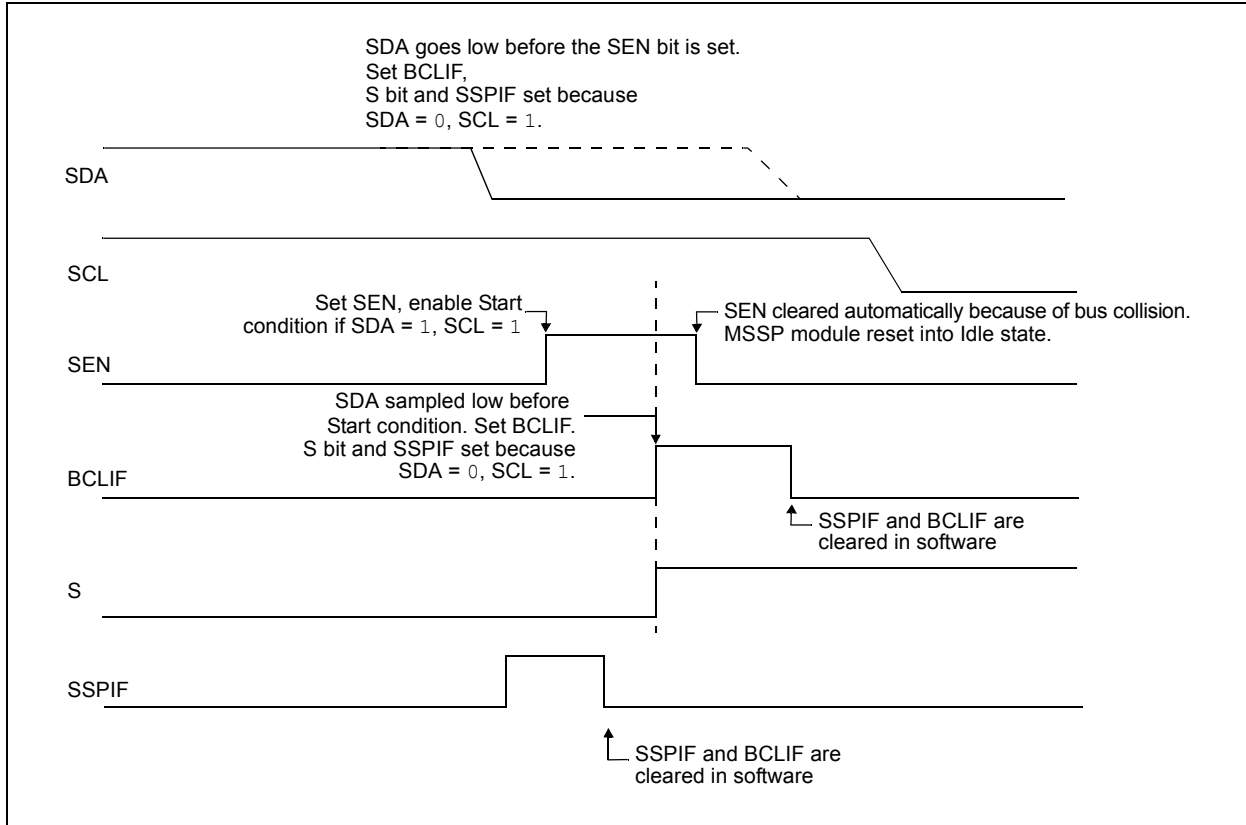 SDA goes low before the SEN bit is set.
Set BCLIF,
S bit and SSPIF set because
SDA = 0, SCL = 1.
SDA
SCL
Set SEN, enable Start
condition if SDA = 1, SCL = 1
SEN cleared automatically because of bus collision.
MSSP module reset into Idle state.
SEN
SDA sampled low before
Start condition. Set BCLIF.
S bit and SSPIF set because
SDA = 0, SCL = 1.
BCLIF
SSPIF and BCLIF are
cleared in software
S
SSPIF
SSPIF and BCLIF are
cleared in software